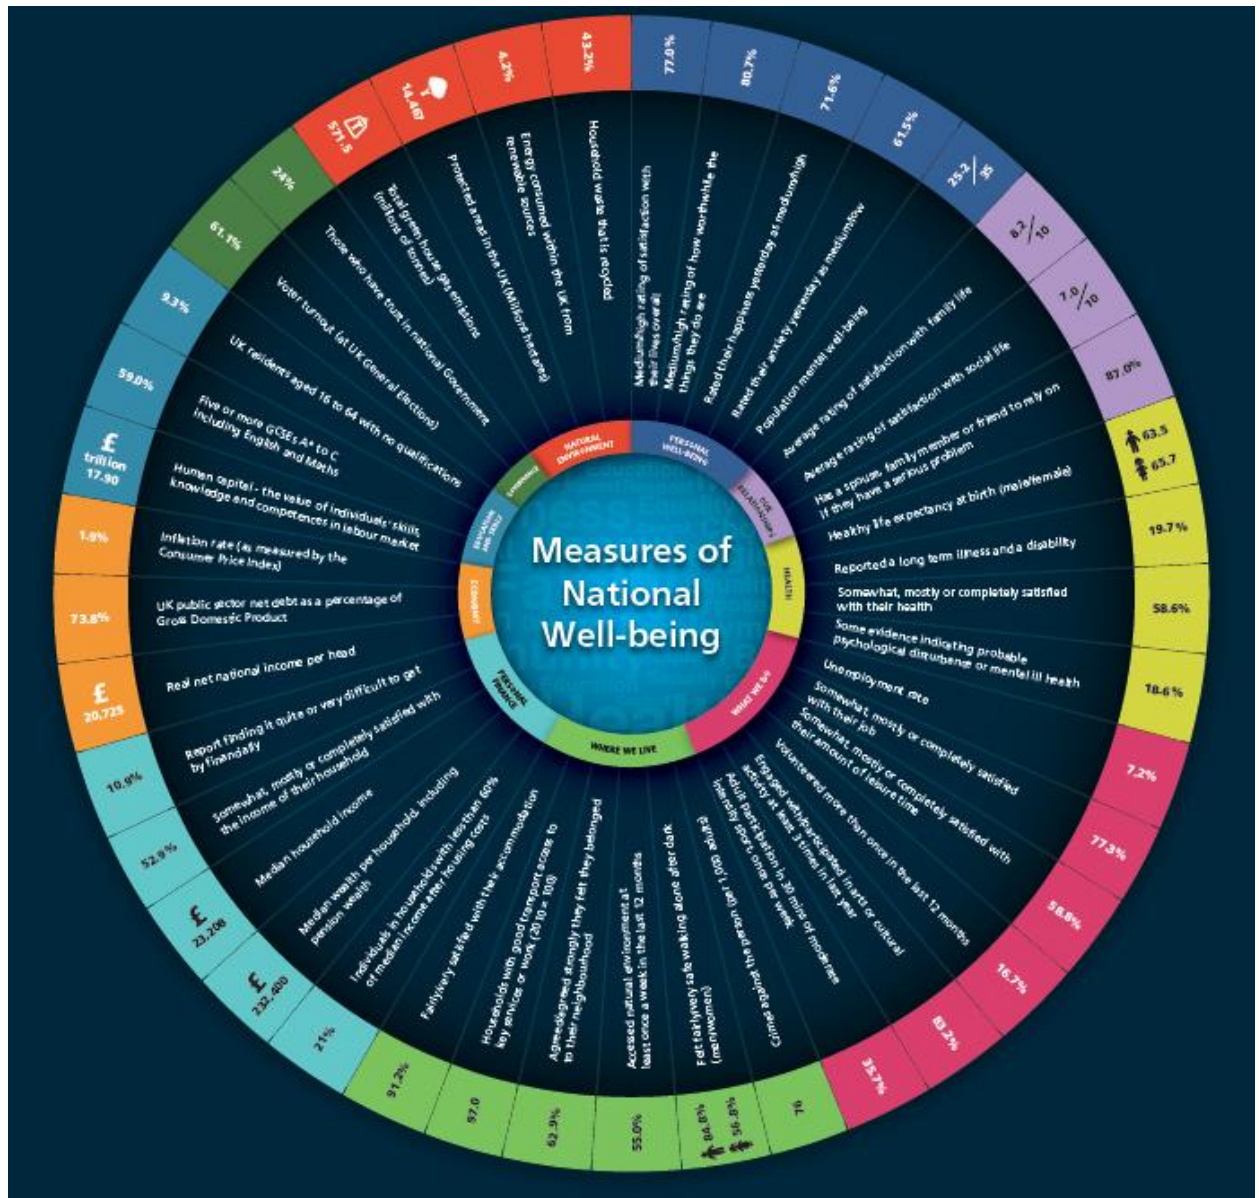 Measures of
National
Well-being
PERSONAL
WELL-BEING
OUR
RELATIONSHIPS
HEALTH
WHAT WE DO
WHERE WE LIVE
PERSONAL
FINANCE
ECONOMY
EDUCATION
AND SKILLS
GOVERNANCE
NATURAL
ENVIRONMENT
77.0%
Medium/high rating of satisfaction with
their lives overall
80.7%
Medium/high rating of how worthwhile the
things they do are
71.6%
Rated their happiness yesterday as medium/high
61.5%
Rated their anxiety yesterday as medium/low
25.2/35
Population mental well-being
8.2/10
Average rating of satisfaction with family life
7.0/10
Average rating of satisfaction with social life
87.0%
Has a spouse, family member or friend to rely on
if they have a serious problem
63.5
65.7
Healthy life expectancy at birth (male/female)
19.7%
Reported a long term illness and a disability
58.6%
Somewhat, mostly or completely satisfied
with their health
18.6%
Some evidence indicating probable
psychological disturbance or mental ill health
7.2%
Unemployment rate
77.3%
Somewhat, mostly or completely satisfied
with their job
58.8%
Somewhat, mostly or completely satisfied with
their amount of leisure time
16.7%
Volunteered more than once in the last 12 months
83.2%
Engaged with/participated in arts or cultural
activity at least 3 times in last year
35.7%
Adult participation in 30 mins of moderate
intensity sport, once per week
76
Crimes against the person (per 1,000 adults)
84.8%
56.8%
Felt fairly/very safe walking alone after dark
(men/women)
55.0%
Accessed natural environment at
least once a week in the last 12 months
62.9%
Agree/agreed strongly they felt they belonged
to their neighbourhood
97.0
Households with good transport access to
key services or work (2010 = 100)
91.2%
Fairly/very satisfied with their accommodation
21%
Individuals in households with less than 60%
of median income after housing costs
£
232,400
Median wealth per household, including
pension wealth
£
23,208
Median household income
52.9%
Somewhat, mostly or completely satisfied with
the income of their household
10.9%
Report finding it quite or very difficult to get
by financially
£
20,725
Real net national income per head
73.8%
UK public sector net debt as a percentage of
Gross Domestic Product
1.9%
Inflation rate (as measured by the
Consumer Price Index)
£
trillion
17.90
Human capital - the value of individuals' skills,
knowledge and competences in labour market
59.0%
Five or more GCSEs A* to C
including English and Maths
9.3%
UK residents aged 16 to 64 with no qualifications
61.1%
Voter turnout (at UK General Elections)
24%
Those who have trust in national Government
571.5
Total green house gas emissions
(millions of tonnes)
14,467
Protected areas in the UK (Millions hectares)
4.2%
Energy consumed within the UK from
renewable sources
43.2%
Household waste that is recycled